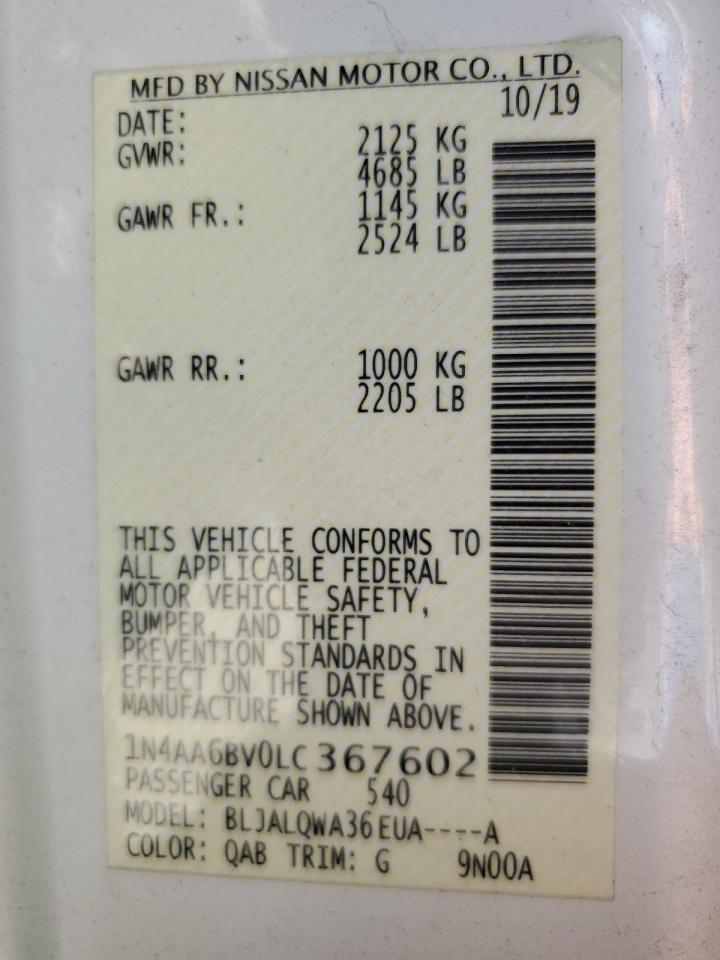 MFD BY NISSAN MOTOR CO., LTD.
DATE: 10/19
GVWR: 2125 KG
4685 LB
GAWR FR.: 1145 KG
2524 LB
GAWR RR.: 1000 KG
2205 LB
THIS VEHICLE CONFORMS TO
ALL APPLICABLE FEDERAL
MOTOR VEHICLE SAFETY,
BUMPER, AND THEFT
PREVENTION STANDARDS IN
EFFECT ON THE DATE OF
MANUFACTURE SHOWN ABOVE.
1N4AA6BV0LC367602
PASSENGER CAR 540
MODEL: BLJALQWA36EUA----A
COLOR: QAB TRIM: G 9N00A